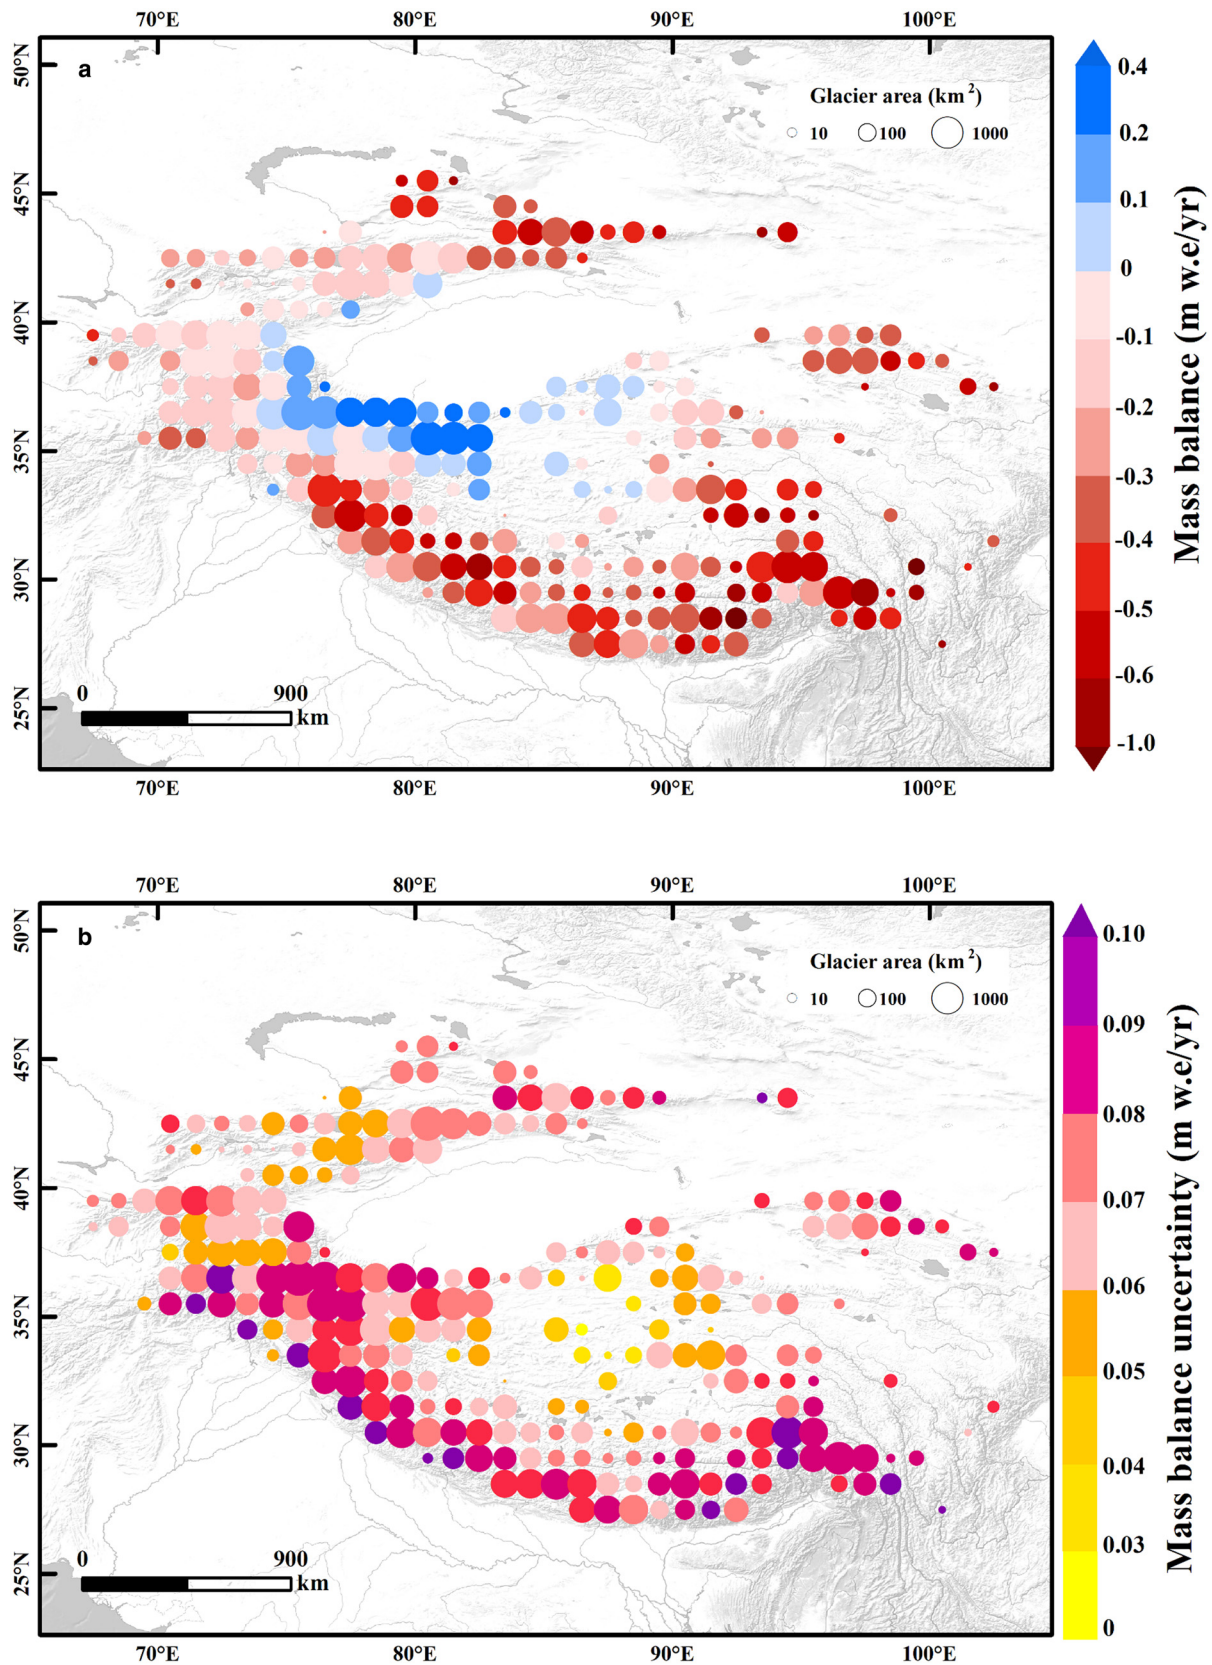 70°E 80°E 90°E 100°E
50°N
a
Glacier area (km²)
10 100 1000
45°N
40°N
35°N
30°N
25°N
0 900
km
70°E 80°E 90°E 100°E
0.4
0.2
0.1
0
-0.1
-0.2
-0.3
-0.4
-0.5
-0.6
-1.0
Mass balance (m w.e/yr)
70°E 80°E 90°E 100°E
50°N
b
Glacier area (km²)
10 100 1000
45°N
40°N
35°N
30°N
25°N
0 900
km
70°E 80°E 90°E 100°E
0.10
0.09
0.08
0.07
0.06
0.05
0.04
0.03
0
Mass balance uncertainty (m w.e/yr)